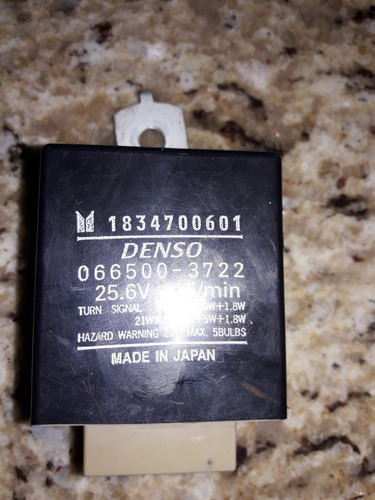 1834700601
DENSO
066500-3722
25.6V /min
TURN SIGNAL W+1.8W
21W 5W+1.8W
HAZARD WARNING MAX. 5BULBS
MADE IN JAPAN